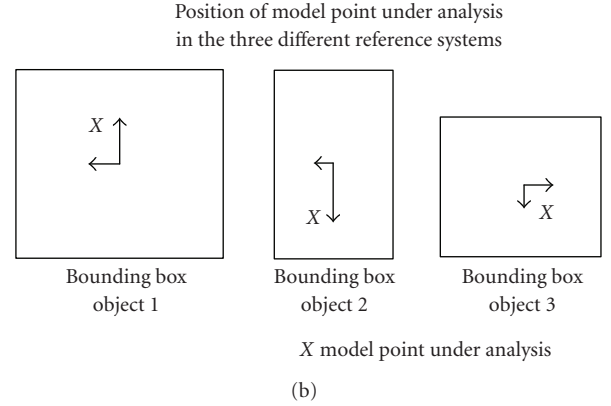 Position of model point under analysis
in the three different reference systems
X
X
X
Bounding box
object 1
Bounding box
object 2
Bounding box
object 3
X model point under analysis
(b)